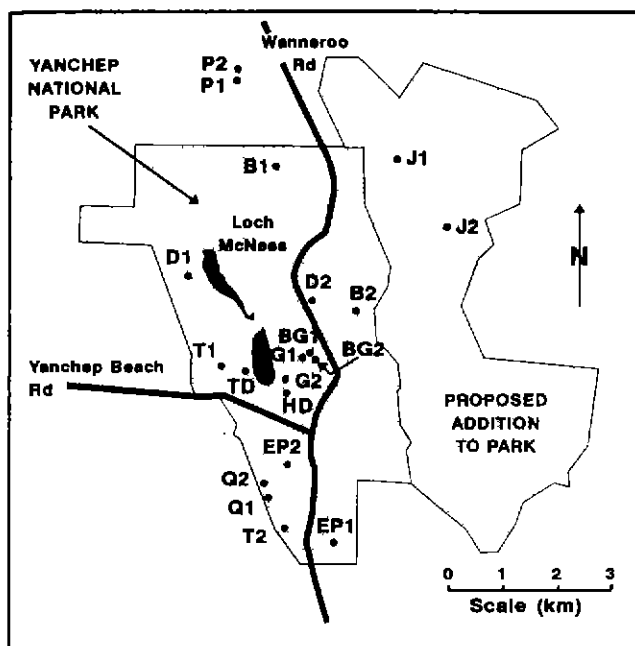 Wanneroo
Rd
YANCHEP
NATIONAL
PARK
P2
P1
B1
J1
Loch
McNess
J2
N
D1
D2
B2
BG1
G1
BG2
T1
TD
G2
HD
Yanchep Beach
Rd
PROPOSED
ADDITION
TO PARK
EP2
Q2
Q1
T2
EP1
0 1 2 3
Scale (km)